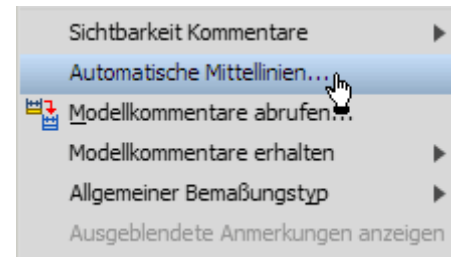 Sichtbarkeit Kommentare
Automatische Mittellinien...
Modellkommentare abrufen...
Modellkommentare erhalten
Allgemeiner Bemaßungstyp
Ausgeblendete Anmerkungen anzeigen